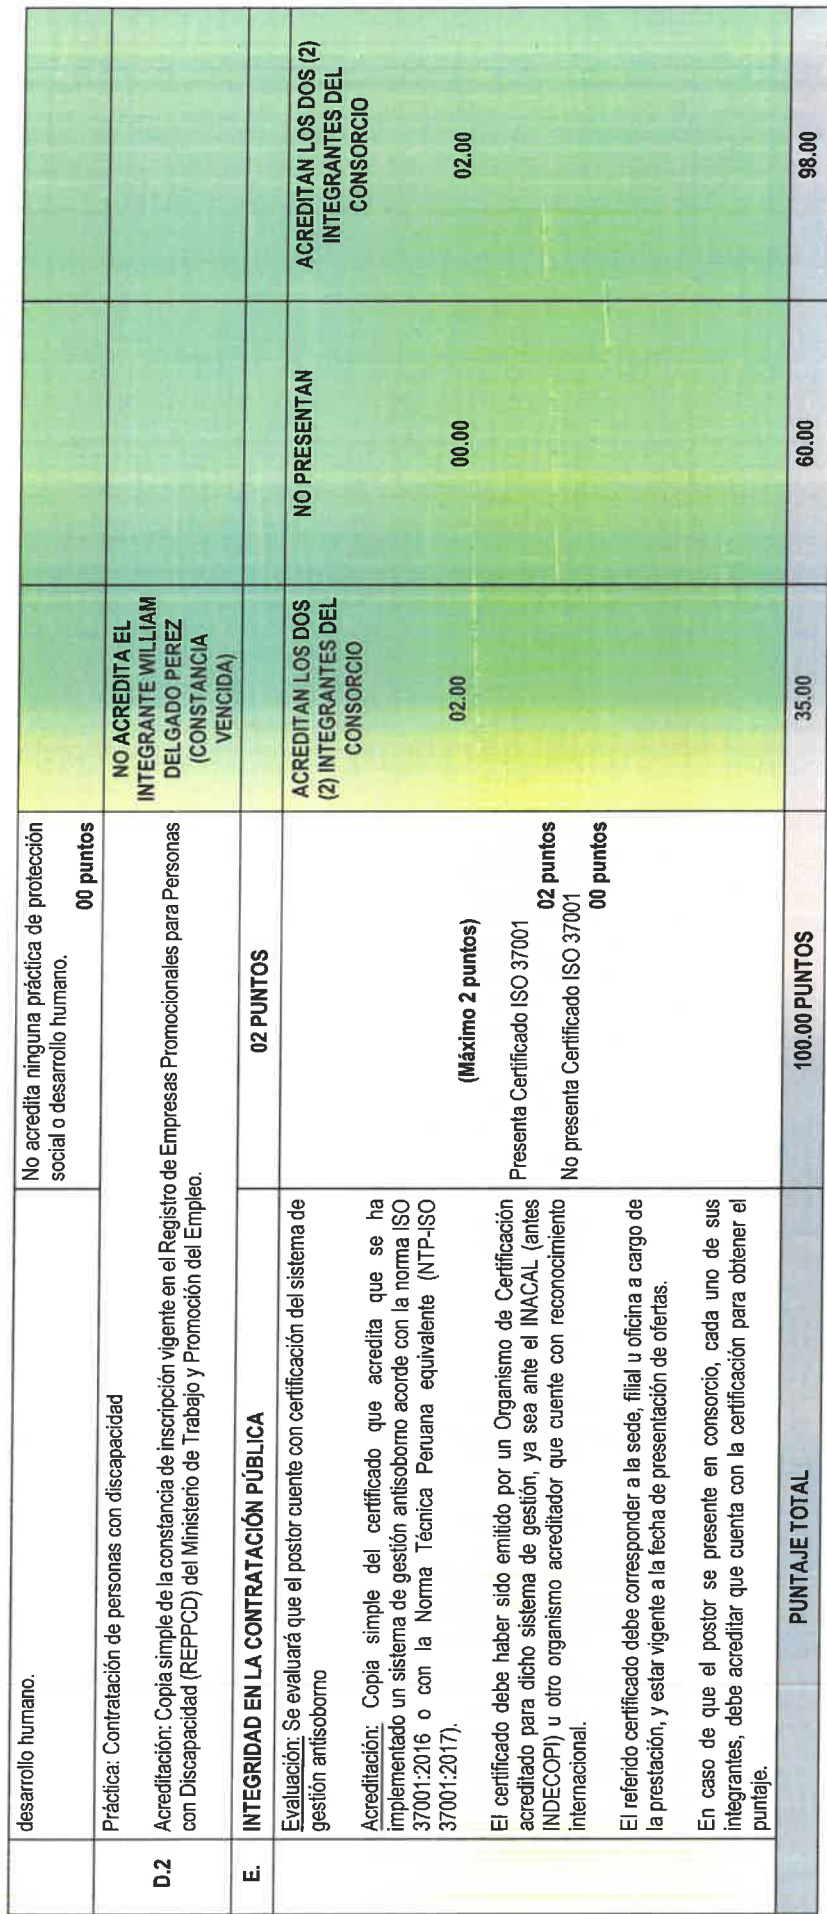 desarrollo humano.
No acredita ninguna práctica de protección
social o desarrollo humano.
00 puntos
D.2
Práctica: Contratación de personas con discapacidad
Acreditación: Copia simple de la constancia de inscripción vigente en el Registro de Empresas Promocionales para Personas
con Discapacidad (REPPCD) del Ministerio de Trabajo y Promoción del Empleo.
NO ACREDITA EL
INTEGRANTE WILLIAM
DELGADO PEREZ
(CONSTANCIA
VENCIDA)
E. INTEGRIDAD EN LA CONTRATACIÓN PÚBLICA
02 PUNTOS
Evaluación: Se evaluará que el postor cuente con certificación del sistema de
gestión antisoborno
Acreditación: Copia simple del certificado que acredita que se ha
implementado un sistema de gestión antisoborno acorde con la norma ISO
37001:2016 o con la Norma Técnica Peruana equivalente (NTP-ISO
37001:2017).
El certificado debe haber sido emitido por un Organismo de Certificación
acreditado para dicho sistema de gestión, ya sea ante el INACAL (antes
INDECOPI) u otro organismo acreditador que cuente con reconocimiento
internacional.
El referido certificado debe corresponder a la sede, filial u oficina a cargo de
la prestación, y estar vigente a la fecha de presentación de ofertas.
En caso de que el postor se presente en consorcio, cada uno de sus
integrantes, debe acreditar que cuenta con la certificación para obtener el
puntaje.
(Máximo 2 puntos)
Presenta Certificado ISO 37001
02 puntos
No presenta Certificado ISO 37001
00 puntos
ACREDITAN LOS DOS
(2) INTEGRANTES DEL
CONSORCIO
02.00
NO PRESENTAN
00.00
ACREDITAN LOS DOS (2)
INTEGRANTES DEL
CONSORCIO
02.00
PUNTAJE TOTAL
100.00 PUNTOS
35.00
60.00
98.00